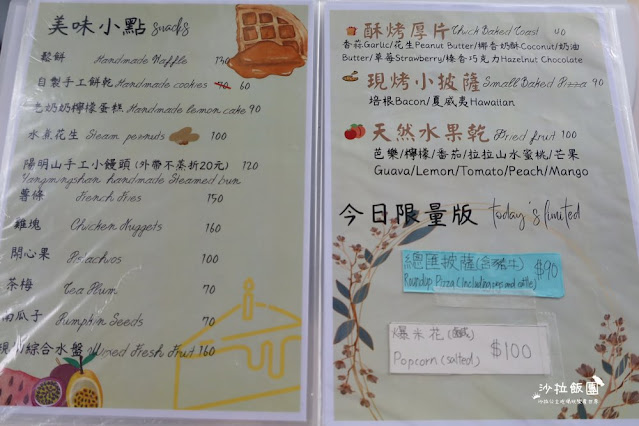 美味小點 snacks
鬆餅 Handmade Waffle 130
自製手工餅乾 Handmade cookies 70 60
老奶奶檸檬蛋糕 Handmade lemon cake 90
水煮花生 Steam peanuts 100
陽明山手工小饅頭 (外帶不蒸折20元) 120
Yangmingshan handmade Steamed bun
薯條 French Fries 150
雞塊 Chicken Nuggets 160
開心果 Pistachios 100
茶梅 Tea Plum 70
南瓜子 Pumpkin Seeds 70
綜合水盤 Mixed Fresh Fruit 160
酥烤厚片 Thick Baked Toast 40
香蒜Garlic/花生Peanut Butter/椰香奶酥Coconut/奶油
Butter/草莓Strawberry/榛香巧克力Hazelnut Chocolate
現烤小披薩 Small Baked Pizza 90
培根Bacon/夏威夷Hawaiian
天然水果乾 Dried fruit 100
芭樂/檸檬/番茄/拉拉山水蜜桃/芒果
Guava/Lemon/Tomato/Peach/Mango
今日限量版 today's limited
總匯披薩(含豬牛) $90
Roundup Pizza (Including pig and cattle)
爆米花(鹹)
Popcorn (salted) $100
沙拉飯團